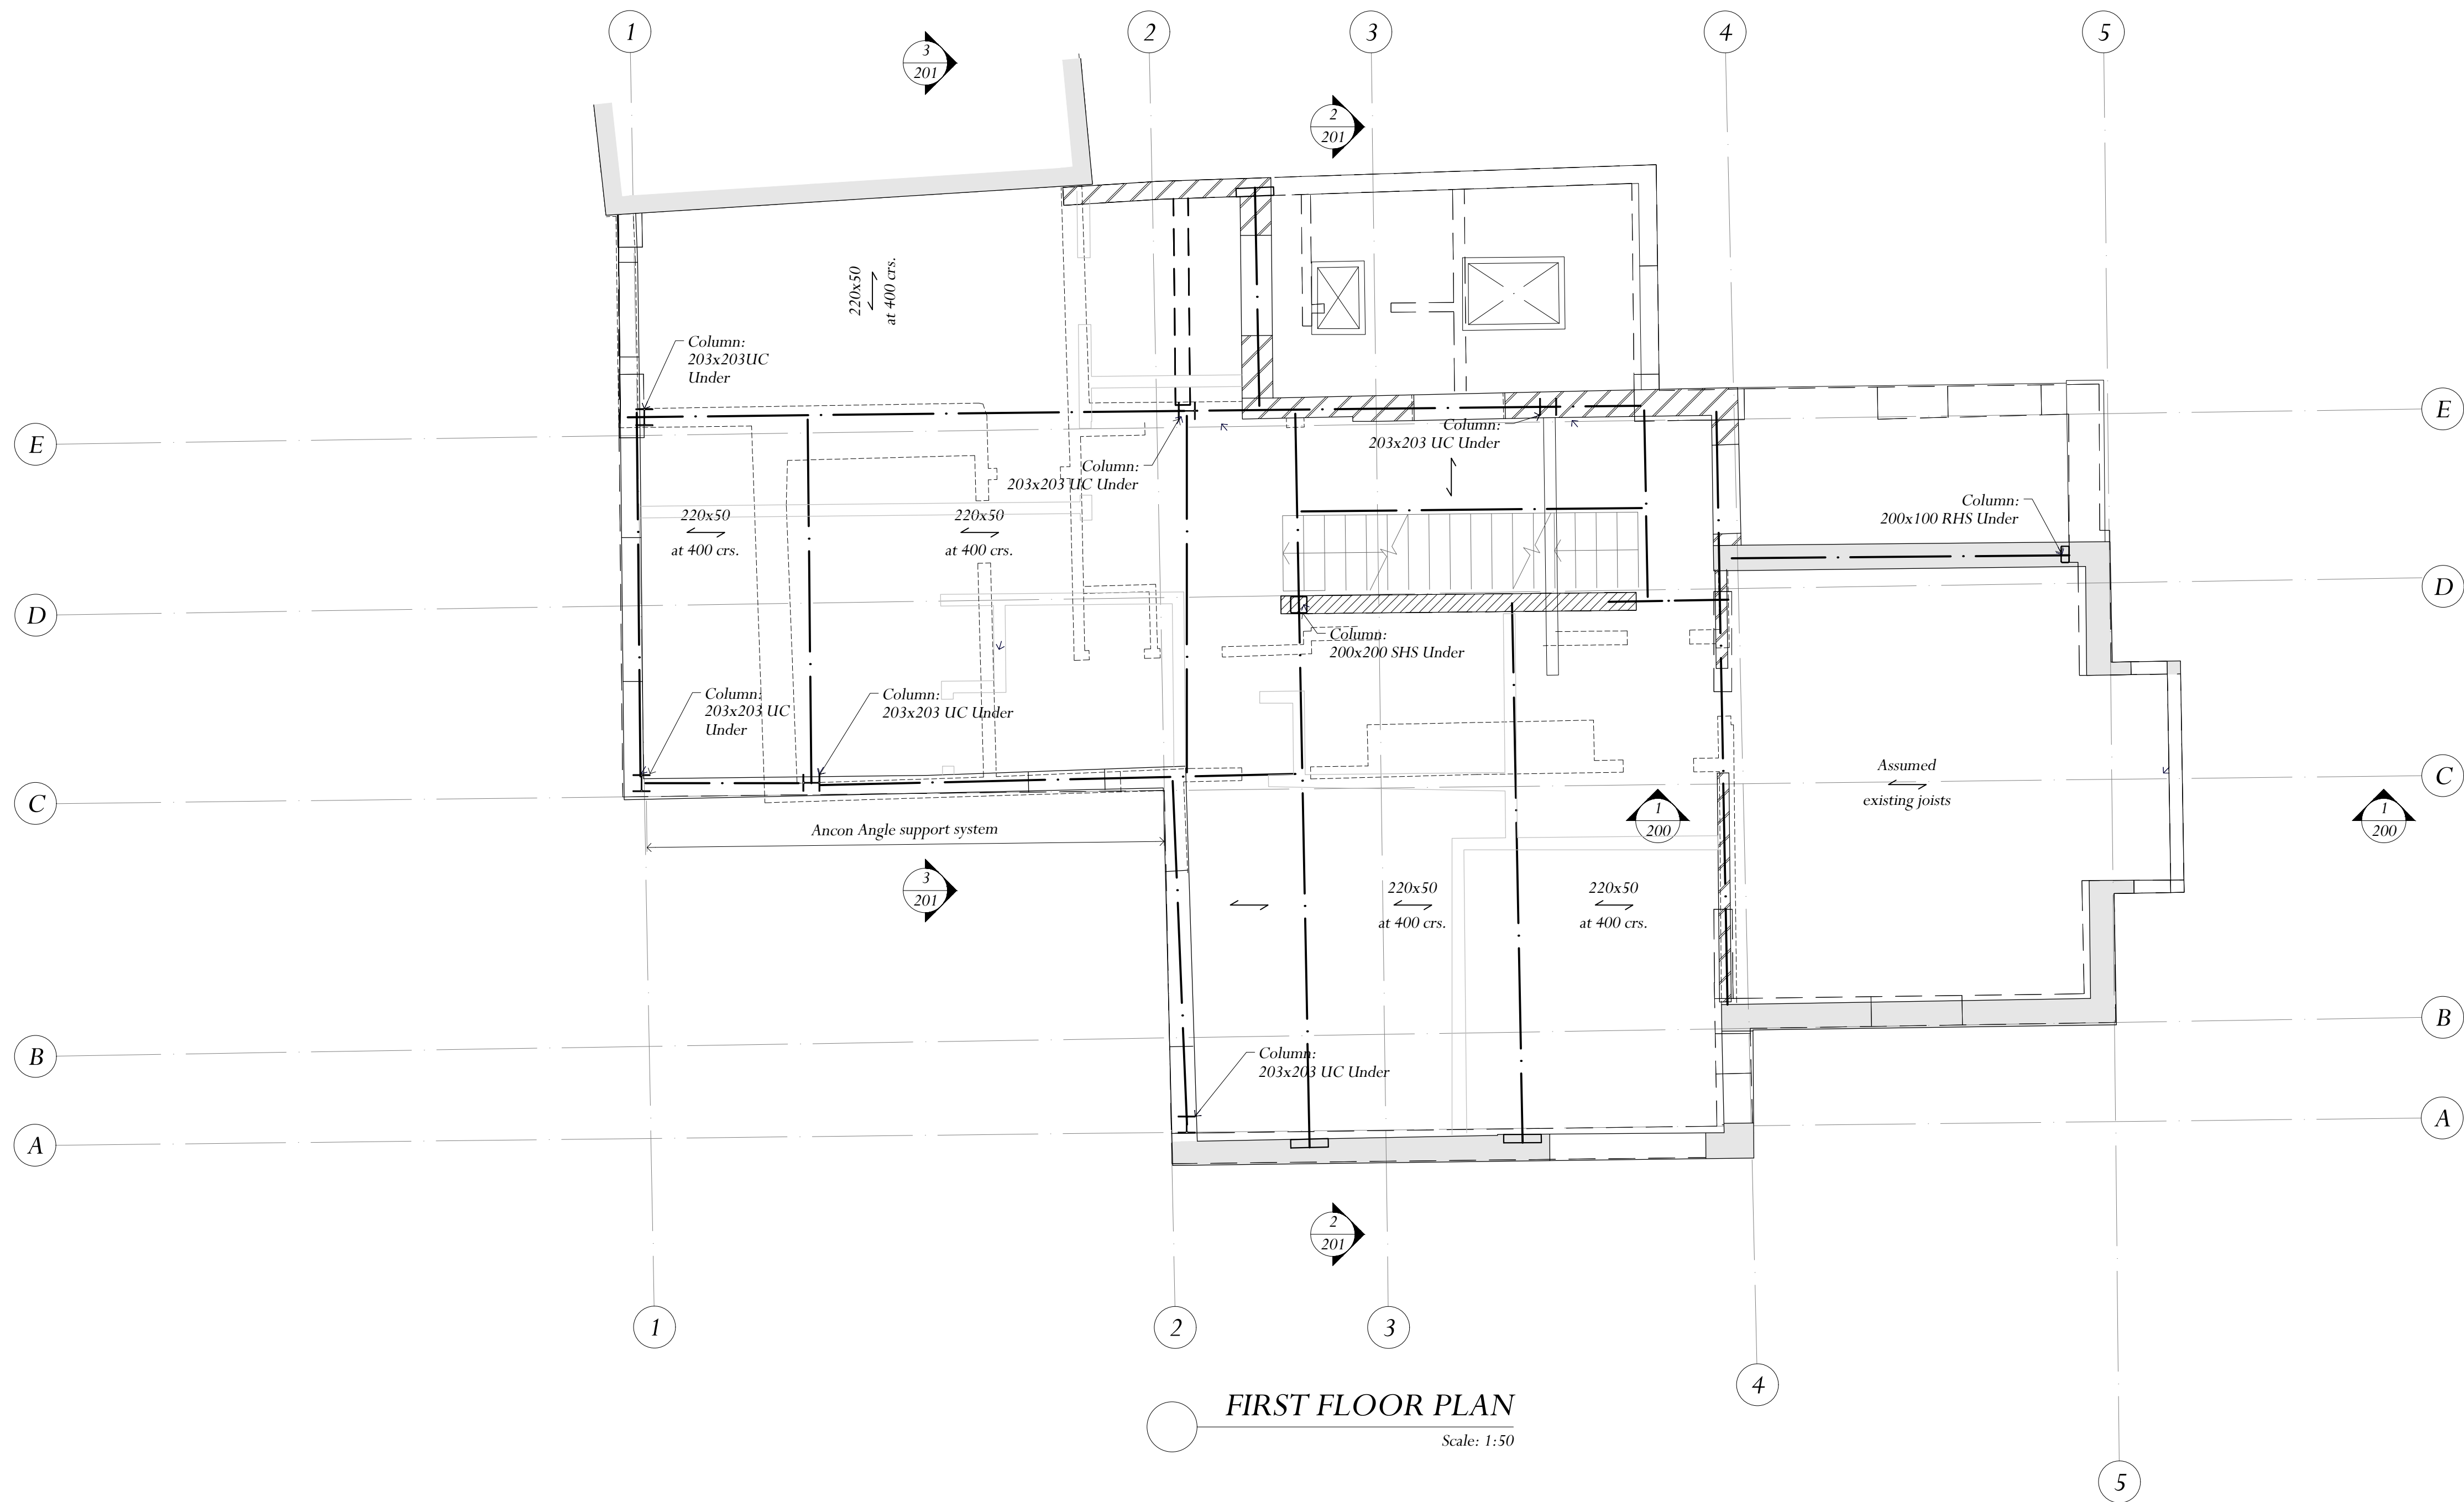 1
2
3
4
5
3
201
2
201
220x50
at 400 crs.
Column:
203x203UC
Under
E
E
Column:
203x203 UC Under
Column:
203x203 UC Under
Column:
200x100 RHS Under
220x50
at 400 crs.
220x50
at 400 crs.
D
D
Column:
200x200 SHS Under
Column:
203x203 UC
Under
Column:
203x203 UC Under
Assumed
existing joists
C
C
Ancon Angle support system
1
200
1
200
3
201
220x50
at 400 crs.
220x50
at 400 crs.
B
B
Column:
203x203 UC Under
A
A
2
201
1
2
3
4
5
FIRST FLOOR PLAN
Scale: 1:50